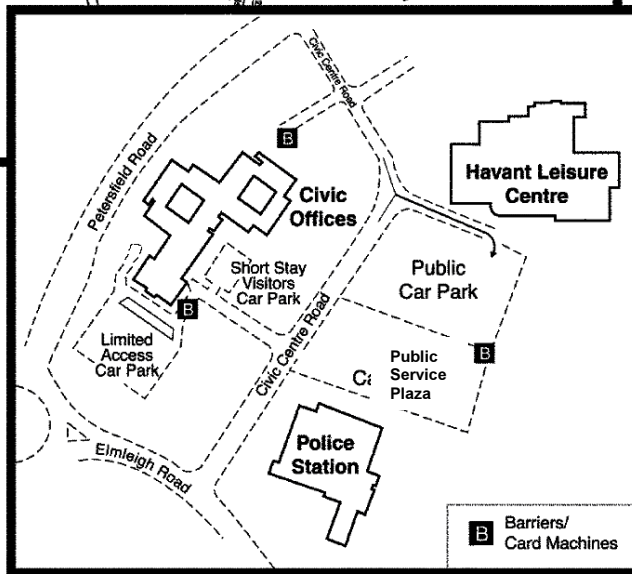 Civic Centre Road
B
Petersfield Road
Havant Leisure
Centre
Civic
Offices
Short Stay
Visitors
Car Park
Public
Car Park
B
Limited
Access
Car Park
Civic Centre Road
B
Public
Service
Plaza
Police
Station
Elmleigh Road
B
Barriers/
Card Machines